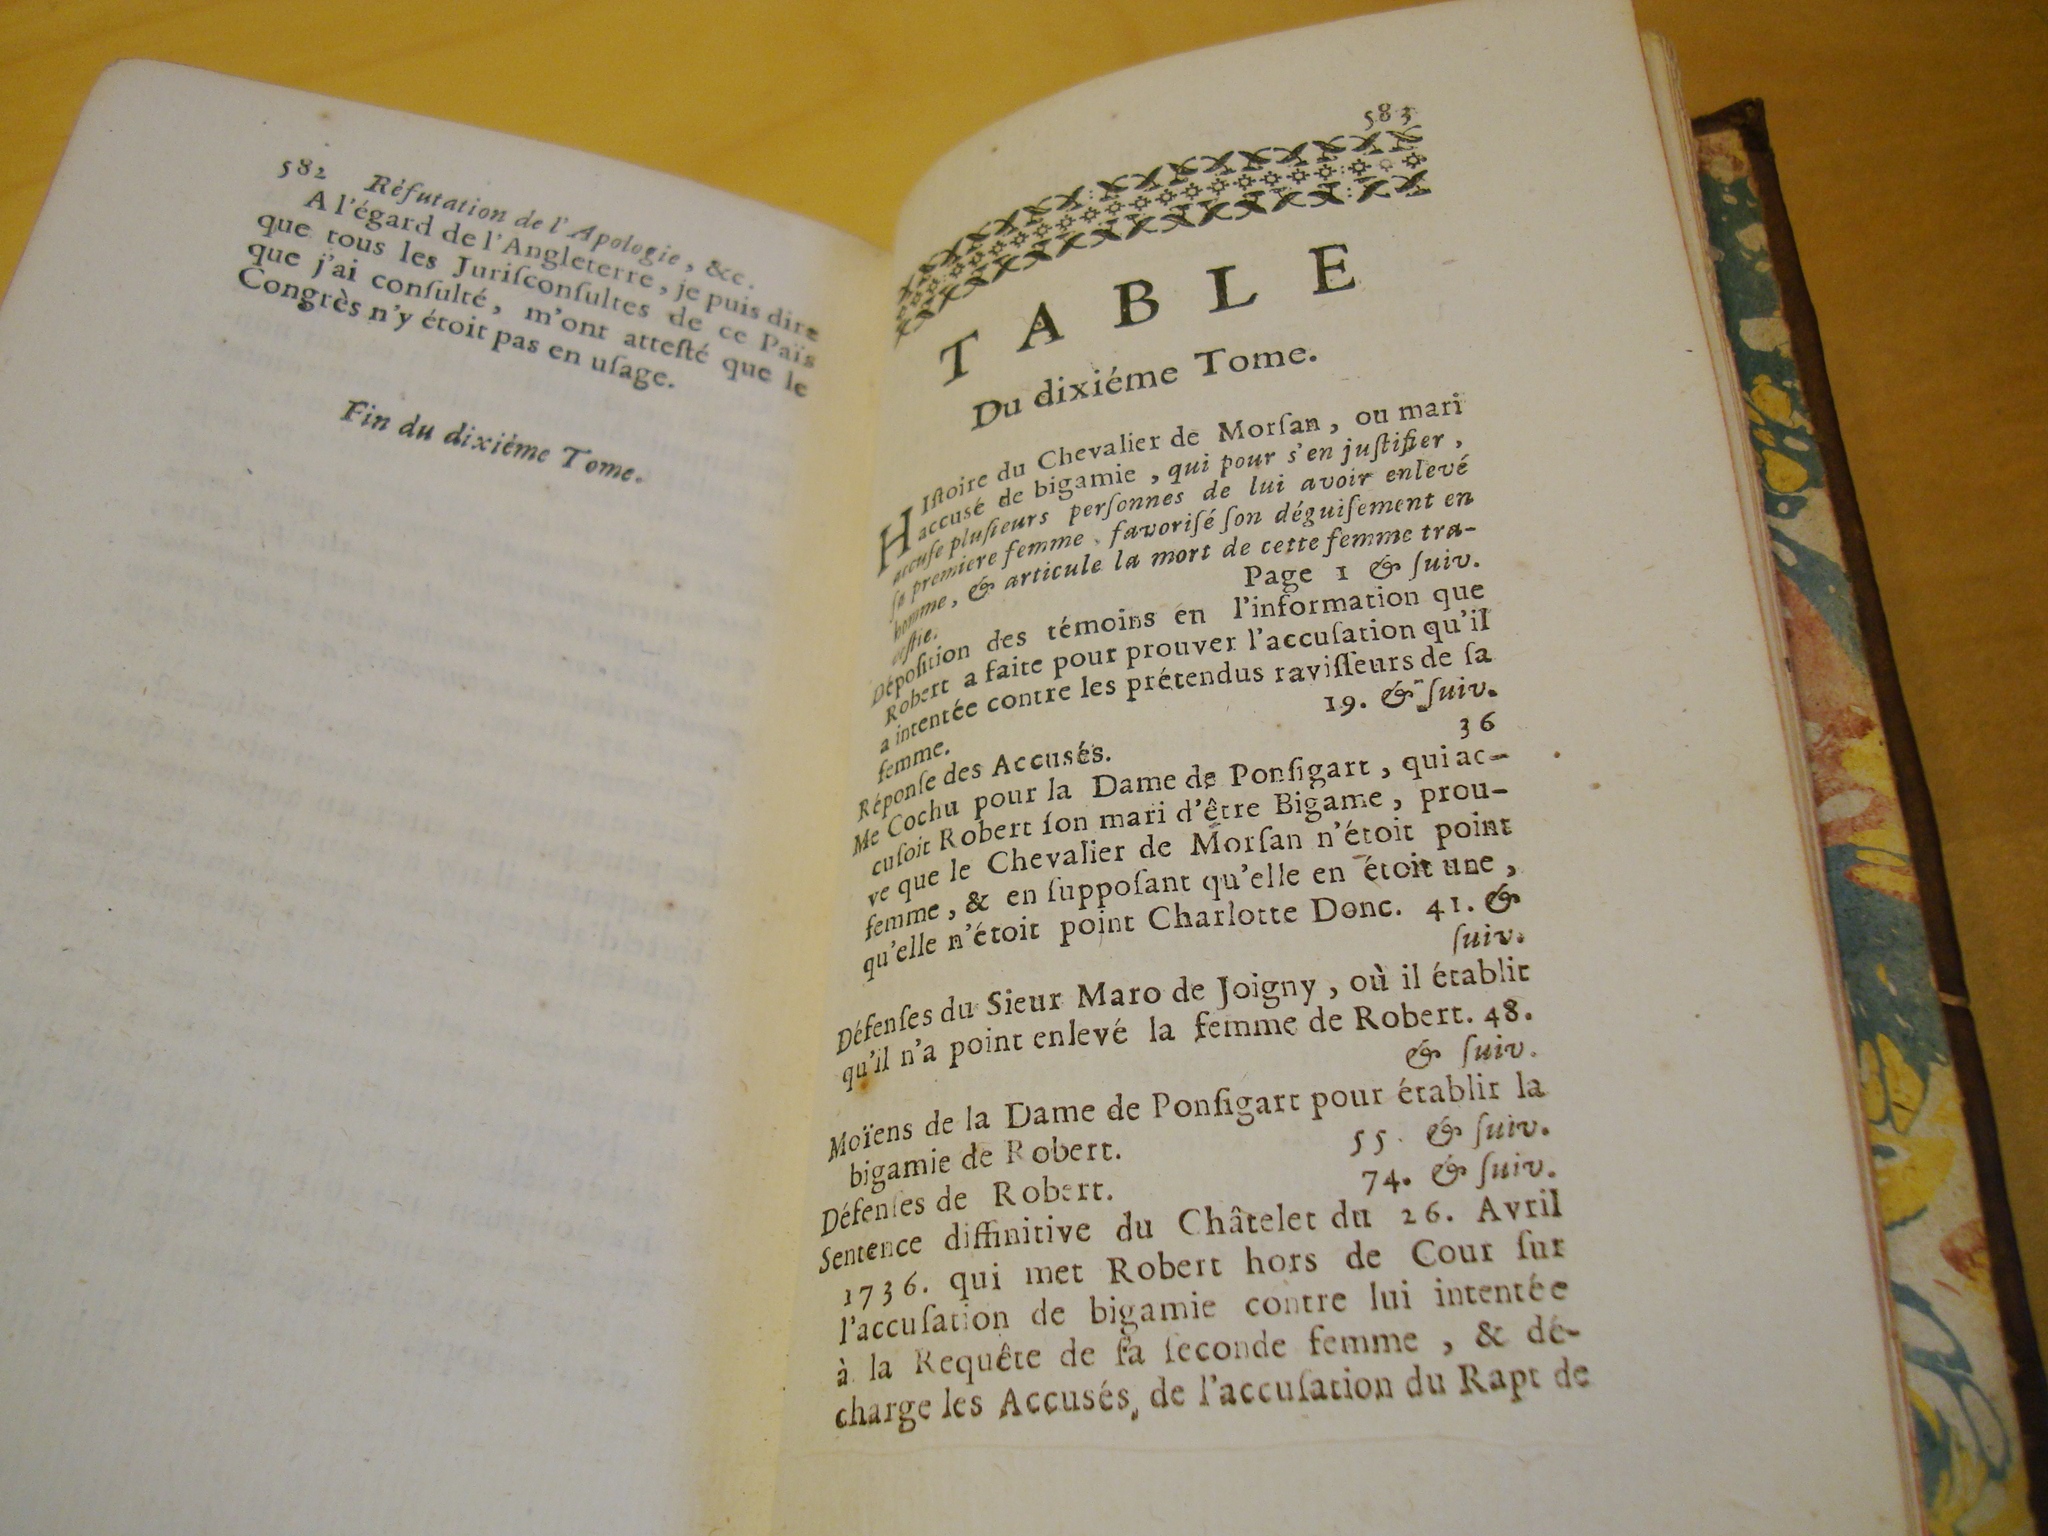 582 Réfutation de l'Apologie, &c.
A l'égard de l'Angleterre, je puis dire
que tous les Juriſconſultes de ce Païs
que j'ai conſulté, m'ont atteſté que le
Congrès n'y étoit pas en uſage.
Fin du dixiéme Tome.
583
TABLE
Du dixiéme Tome.
HIſtoire du Chevalier de Morſan, ou mari
accusé de bigamie, qui pour s'en juſtifier,
accuſe pluſieurs perſonnes de lui avoir enlevé
ſa premiere femme, favoriſé ſon déguiſement en
homme, & articule la mort de cette femme tra-
veſtie. Page 1 & ſuiv.
Dépoſition des témoins en l'information que
Robert a faite pour prouver l'accuſation qu'il
a intentée contre les prétendus raviſſeurs de ſa
femme. 19. & ſuiv.
Réponſe des Accusés. 36
Me Cochu pour la Dame de Ponſigart, qui ac-
cuſoit Robert ſon mari d'être Bigame, prou-
ve que le Chevalier de Morſan n'étoit point
femme, & en ſuppoſant qu'elle en étoit une,
qu'elle n'étoit point Charlotte Donc. 41. &
ſuiv.
Défenſes du Sieur Maro de Joigny, où il établit
qu'il n'a point enlevé la femme de Robert. 48.
& ſuiv.
Moïens de la Dame de Ponſigart pour établir la
bigamie de Robert. 55. & ſuiv.
Défenſes de Robert. 74. & ſuiv.
Sentence diffinitive du Châtelet du 26. Avril
1736. qui met Robert hors de Cour ſur
l'accuſation de bigamie contre lui intentée
à la Requête de ſa ſeconde femme, & dé-
charge les Accusés, de l'accuſation du Rapt de